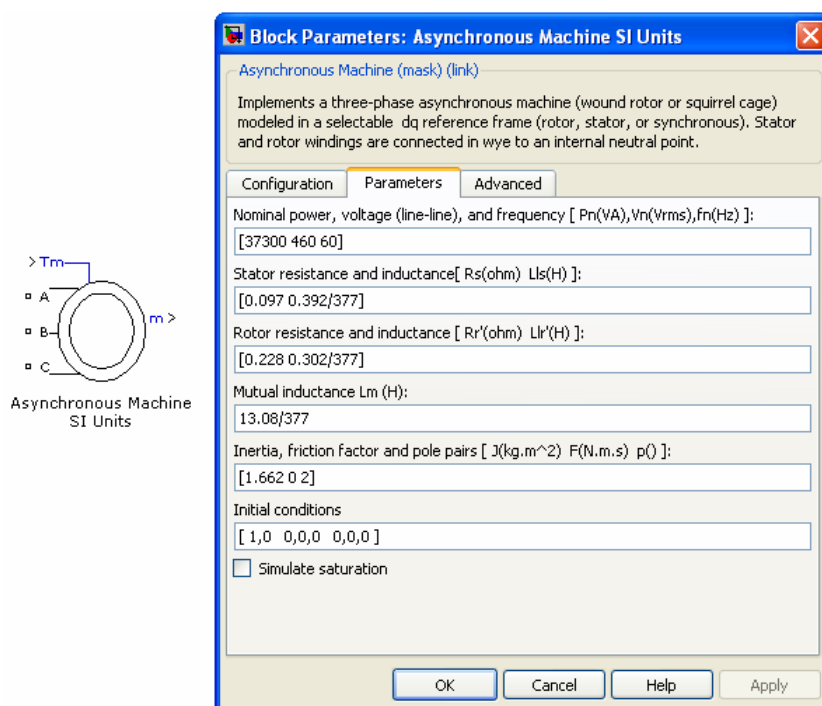 Block Parameters: Asynchronous Machine SI Units
Asynchronous Machine (mask) (link)
Implements a three-phase asynchronous machine (wound rotor or squirrel cage)
modeled in a selectable dq reference frame (rotor, stator, or synchronous). Stator
and rotor windings are connected in wye to an internal neutral point.
Configuration
Parameters
Advanced
Nominal power, voltage (line-line), and frequency [ Pn(VA),Vn(Vrms),fn(Hz) ]:
[37300 460 60]
Stator resistance and inductance[ Rs(ohm) Lls(H) ]:
[0.097 0.392/377]
Rotor resistance and inductance [ Rr'(ohm) Llr'(H) ]:
[0.228 0.302/377]
Mutual inductance Lm (H):
13.08/377
Inertia, friction factor and pole pairs [ J(kg.m^2) F(N.m.s) p() ]:
[1.662 0 2]
Initial conditions
[ 1,0 0,0,0 0,0,0 ]
Simulate saturation
OK
Cancel
Help
Apply
Tm
A
B
C
m
Asynchronous Machine
SI Units